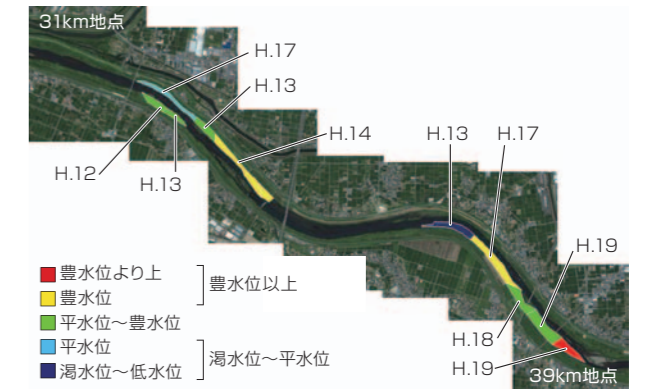 31km地点
H.17
H.13
H.14
H.13
H.17
H.12
H.13
H.19
豊水位より上
豊水位
豊水位以上
平水位～豊水位
平水位
渇水位～低水位
渇水位～平水位
H.18
H.19
39km地点